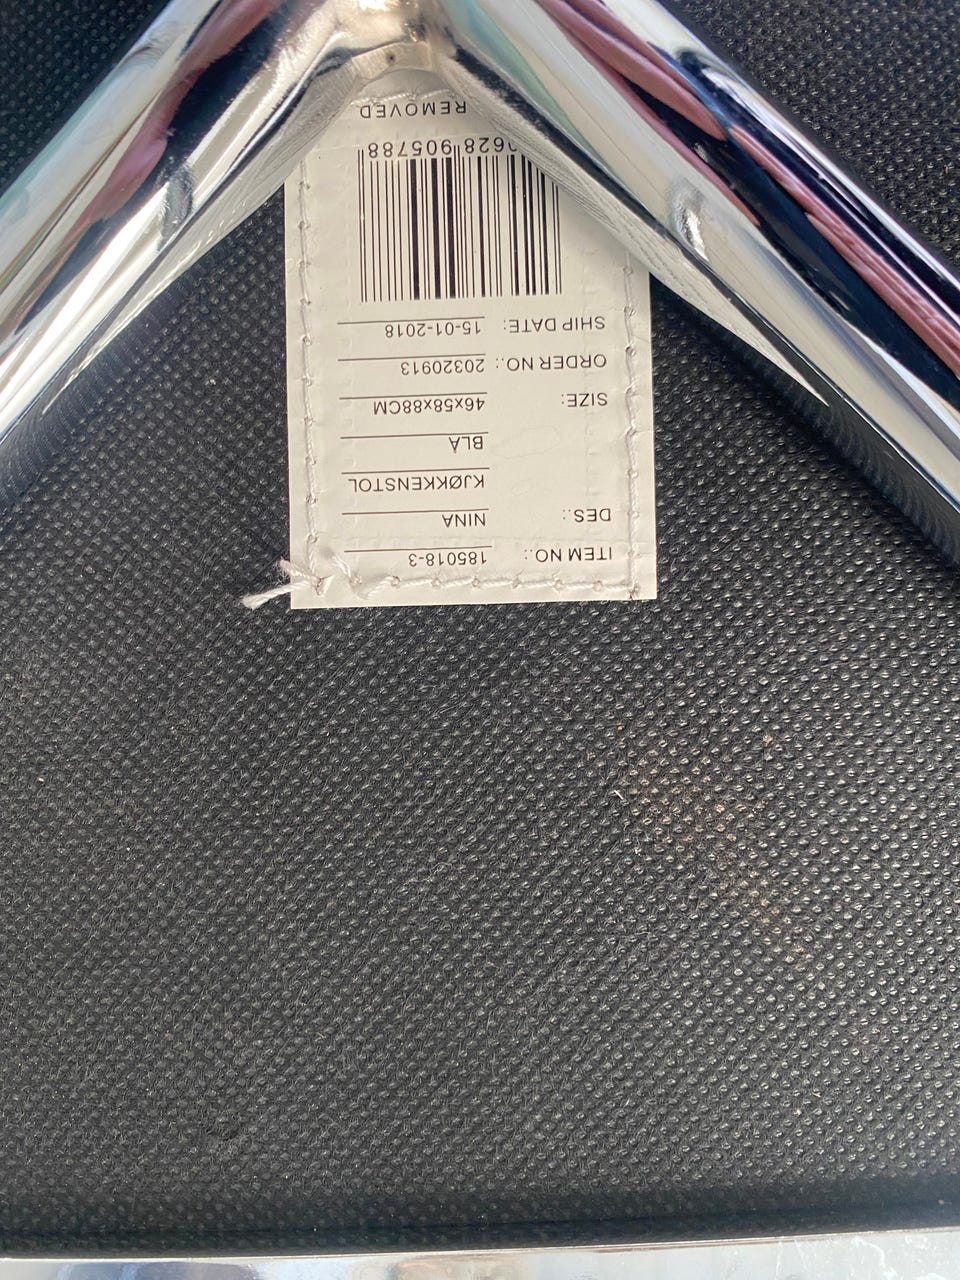 ITEM NO.: 185018-3
DES.: NINA
KJØKKENSTOL
BLÅ
SIZE: 46x58x88CM
ORDER NO.: 20320913
SHIP DATE: 15-01-2018
0628 905788
REMOVED